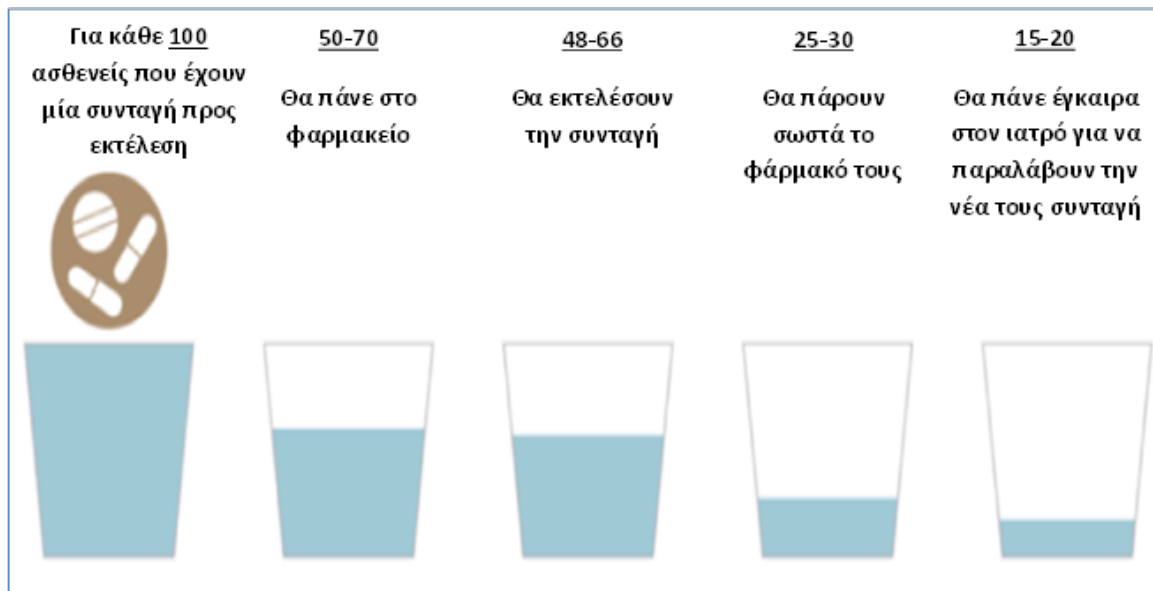 Για κάθε 100
ασθενείς που έχουν
μία συνταγή προς
εκτέλεση
50-70
Θα πάνε στο
φαρμακείο
48-66
Θα εκτελέσουν
την συνταγή
25-30
Θα πάρουν
σωστά το
φάρμακό τους
15-20
Θα πάνε έγκαιρα
στον ιατρό για να
παραλάβουν την
νέα τους συνταγή